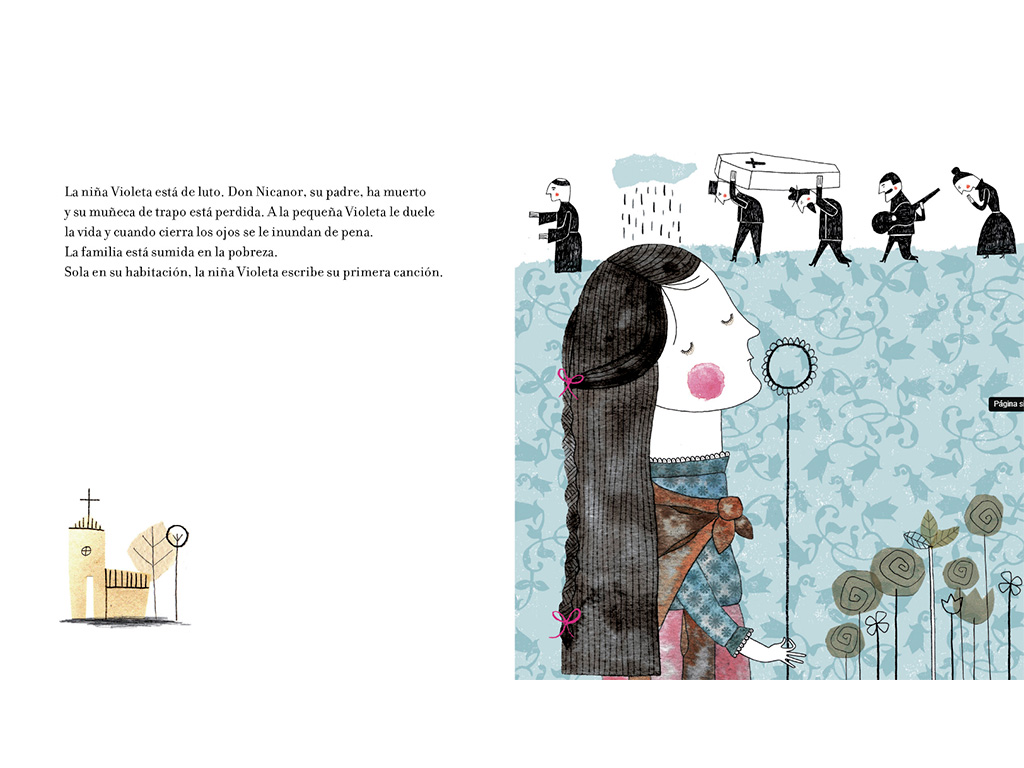 La niña Violeta está de luto. Don Nicanor, su padre, ha muerto
y su muñeca de trapo está perdida. A la pequeña Violeta le duele
la vida y cuando cierra los ojos se le inundan de pena.
La familia está sumida en la pobreza.
Sola en su habitación, la niña Violeta escribe su primera canción.
Página